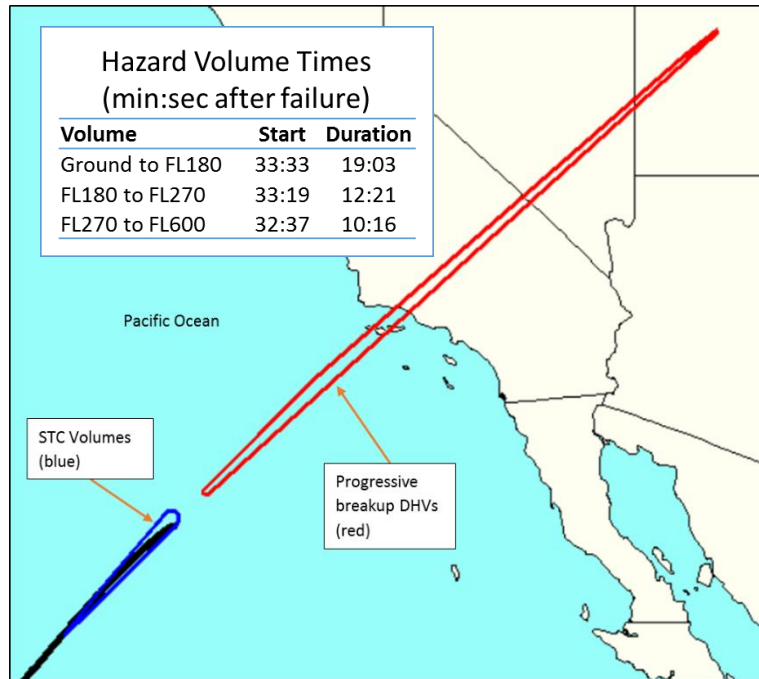 Hazard Volume Times
(min:sec after failure)
Volume Start Duration
Ground to FL180 33:33 19:03
FL180 to FL270 33:19 12:21
FL270 to FL600 32:37 10:16
Pacific Ocean
STC Volumes
(blue)
Progressive
breakup DHVs
(red)